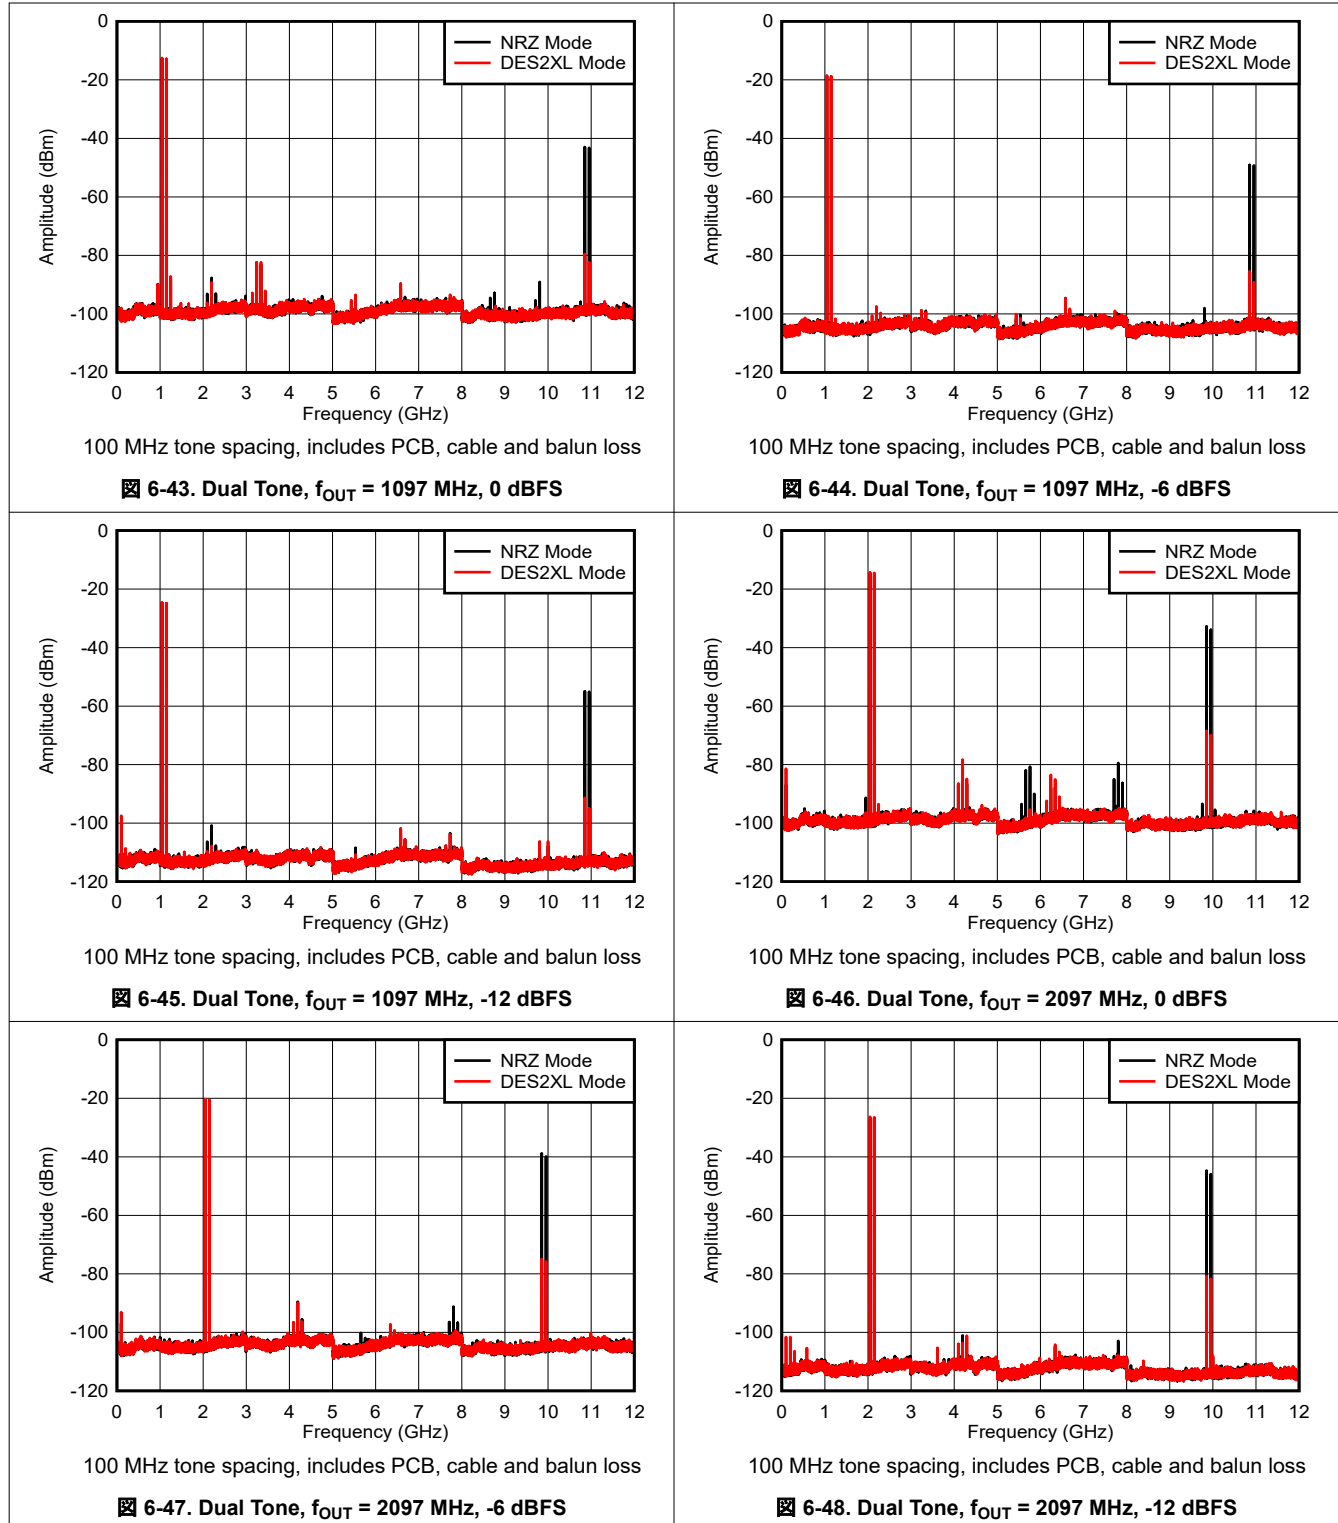 0
-20
-40
-60
-80
-100
-120
Amplitude (dBm)
NRZ Mode
DES2XL Mode
0 1 2 3 4 5 6 7 8 9 10 11 12
Frequency (GHz)
100 MHz tone spacing, includes PCB, cable and balun loss
図 6-43. Dual Tone, fOUT = 1097 MHz, 0 dBFS
0
-20
-40
-60
-80
-100
-120
Amplitude (dBm)
NRZ Mode
DES2XL Mode
0 1 2 3 4 5 6 7 8 9 10 11 12
Frequency (GHz)
100 MHz tone spacing, includes PCB, cable and balun loss
図 6-44. Dual Tone, fOUT = 1097 MHz, -6 dBFS
0
-20
-40
-60
-80
-100
-120
Amplitude (dBm)
NRZ Mode
DES2XL Mode
0 1 2 3 4 5 6 7 8 9 10 11 12
Frequency (GHz)
100 MHz tone spacing, includes PCB, cable and balun loss
図 6-45. Dual Tone, fOUT = 1097 MHz, -12 dBFS
0
-20
-40
-60
-80
-100
-120
Amplitude (dBm)
NRZ Mode
DES2XL Mode
0 1 2 3 4 5 6 7 8 9 10 11 12
Frequency (GHz)
100 MHz tone spacing, includes PCB, cable and balun loss
図 6-46. Dual Tone, fOUT = 2097 MHz, 0 dBFS
0
-20
-40
-60
-80
-100
-120
Amplitude (dBm)
NRZ Mode
DES2XL Mode
0 1 2 3 4 5 6 7 8 9 10 11 12
Frequency (GHz)
100 MHz tone spacing, includes PCB, cable and balun loss
図 6-47. Dual Tone, fOUT = 2097 MHz, -6 dBFS
0
-20
-40
-60
-80
-100
-120
Amplitude (dBm)
NRZ Mode
DES2XL Mode
0 1 2 3 4 5 6 7 8 9 10 11 12
Frequency (GHz)
100 MHz tone spacing, includes PCB, cable and balun loss
図 6-48. Dual Tone, fOUT = 2097 MHz, -12 dBFS